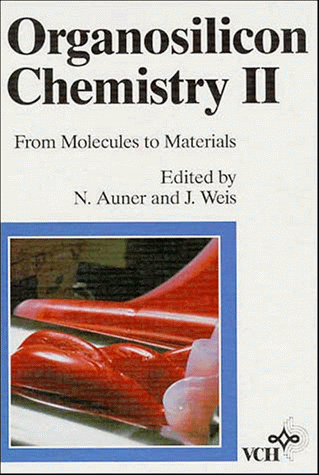 Organosilicon
Chemistry II
From Molecules to Materials
Edited by
N. Auner and J. Weis
VCH